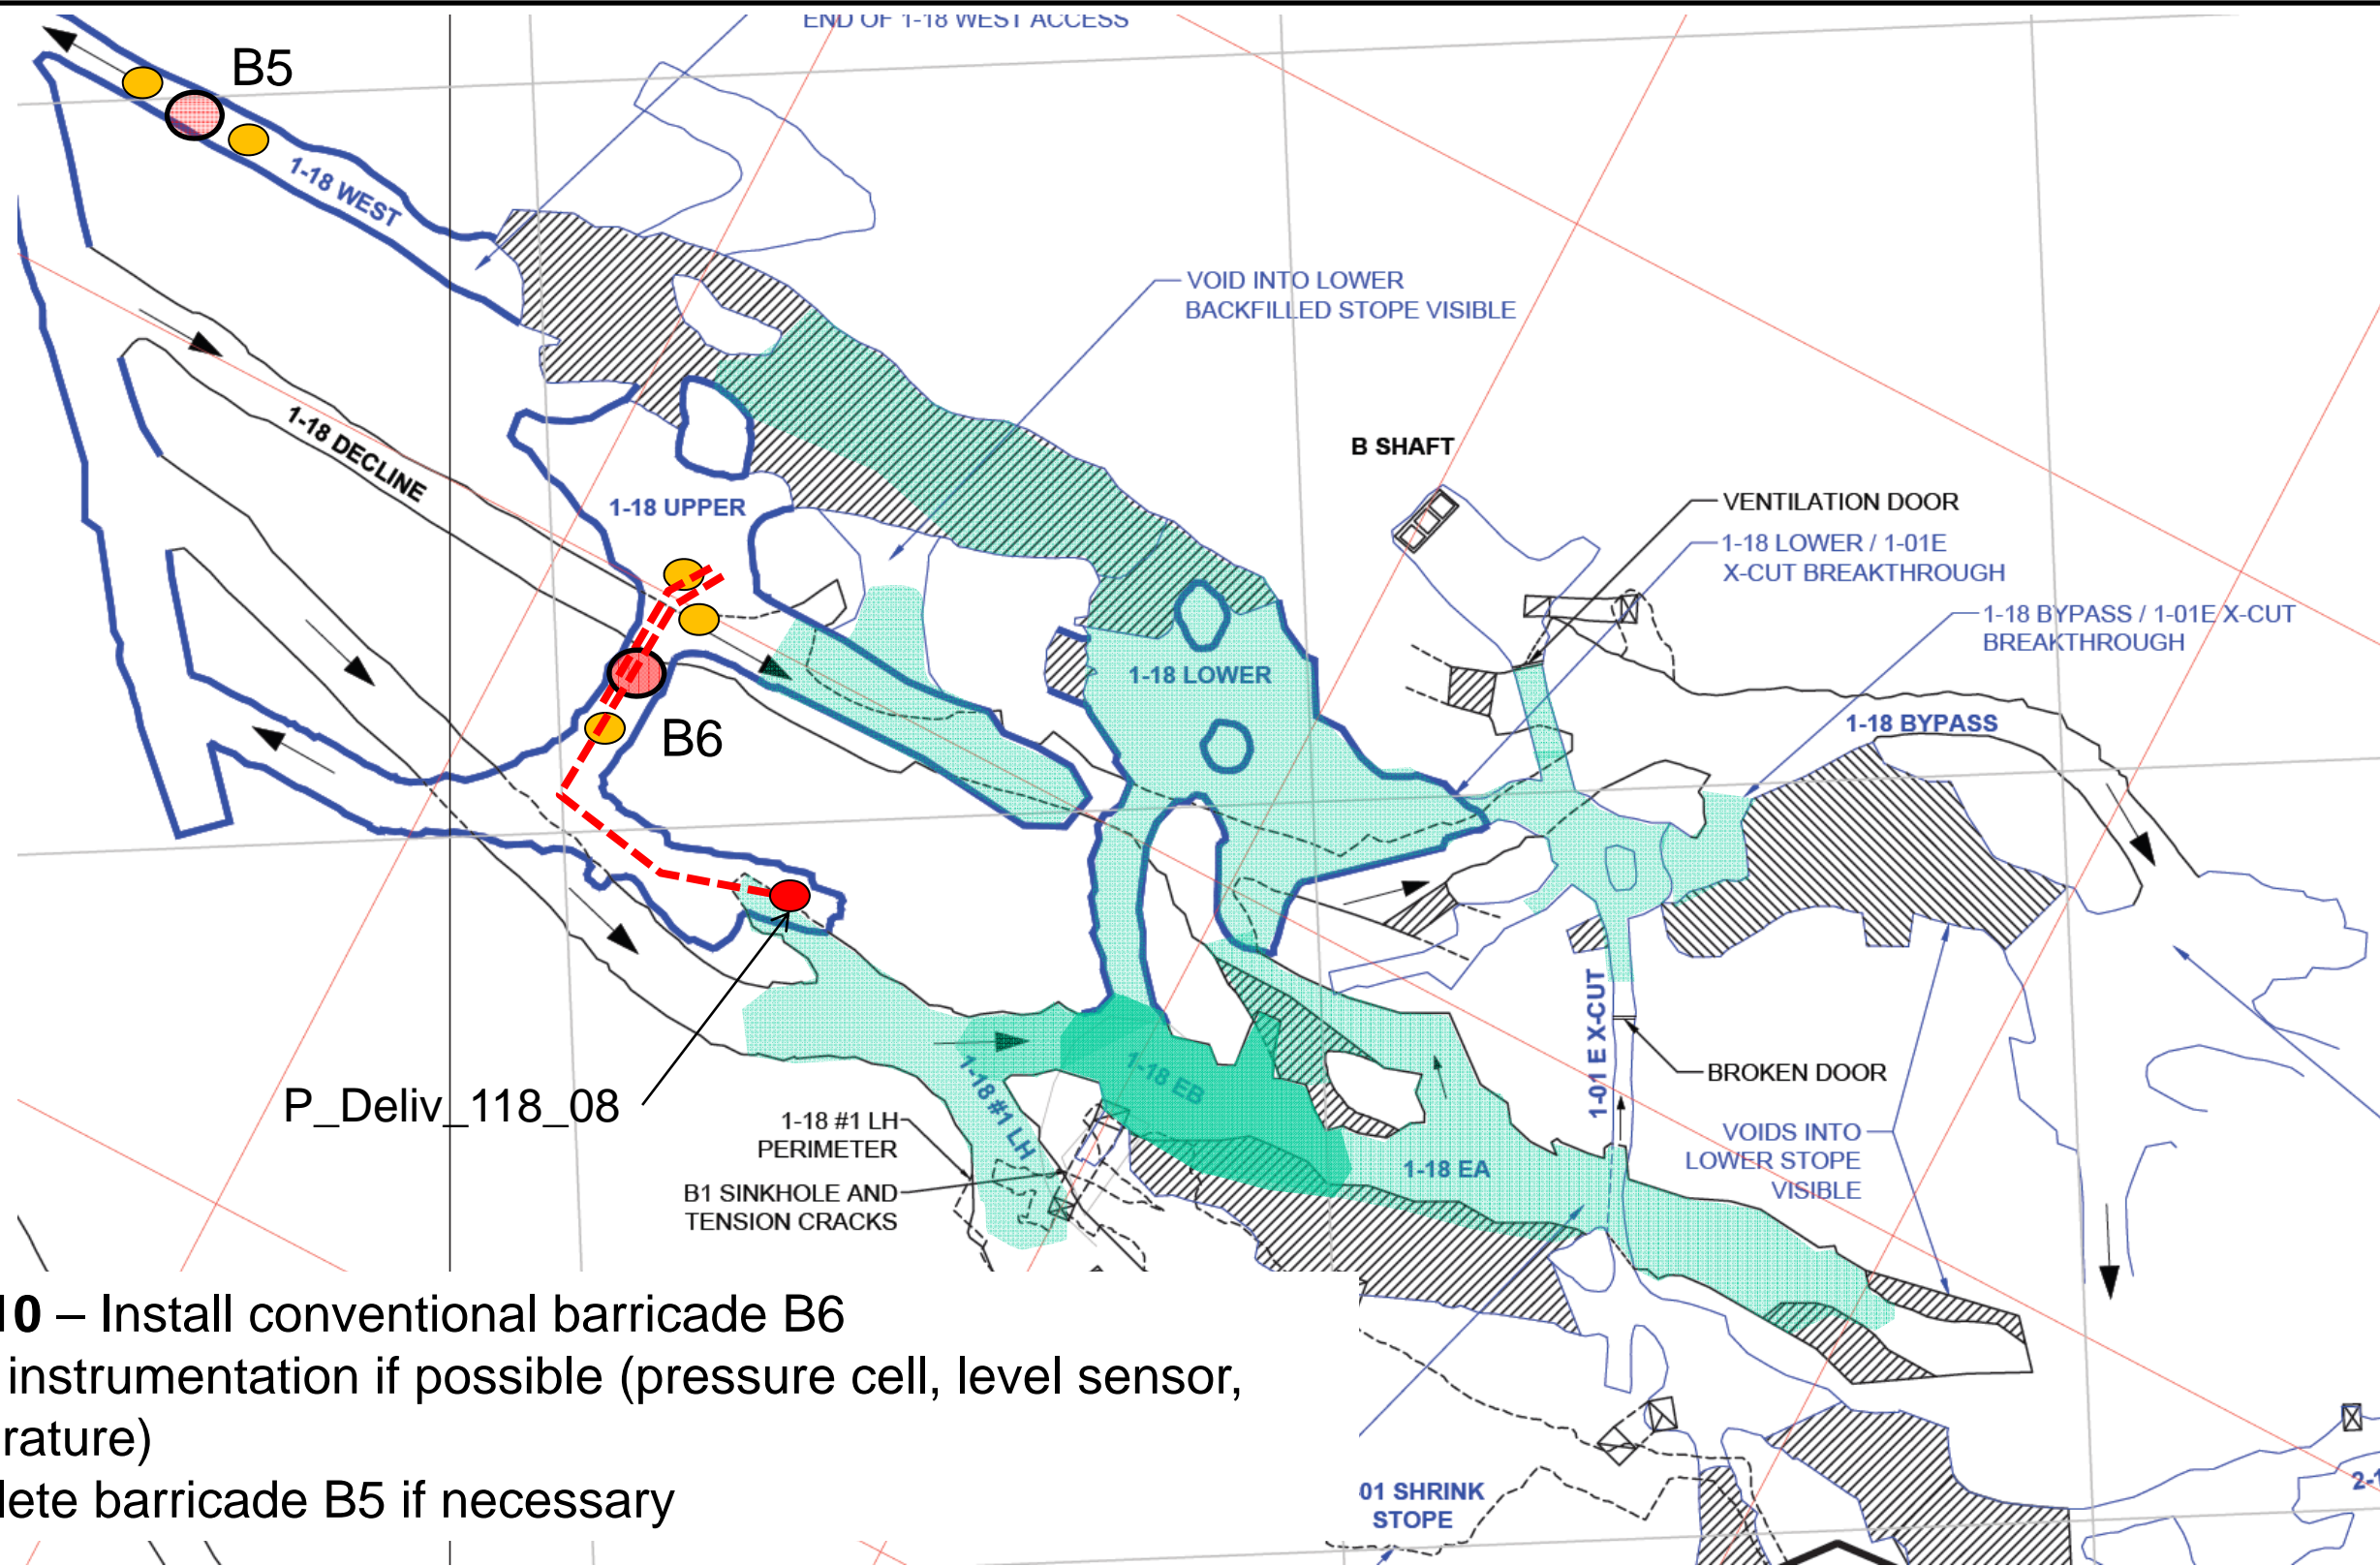 END OF 1-18 WEST ACCESS
B5
1-18 WEST
VOID INTO LOWER
BACKFILLED STOPE VISIBLE
1-18 DECLINE
B SHAFT
1-18 UPPER
VENTILATION DOOR
1-18 LOWER / 1-01E
X-CUT BREAKTHROUGH
1-18 BYPASS / 1-01E X-CUT
BREAKTHROUGH
1-18 LOWER
1-18 BYPASS
B6
P_Deliv_118_08
1-18 EB
1-18 #1 LH
1-01 E X-CUT
BROKEN DOOR
1-18 #1 LH
PERIMETER
VOIDS INTO
LOWER STOPE
VISIBLE
1-18 EA
B1 SINKHOLE AND
TENSION CRACKS
10 – Install conventional barricade B6
instrumentation if possible (pressure cell, level sensor,
rature)
lete barricade B5 if necessary
01 SHRINK
STOPE
2-1